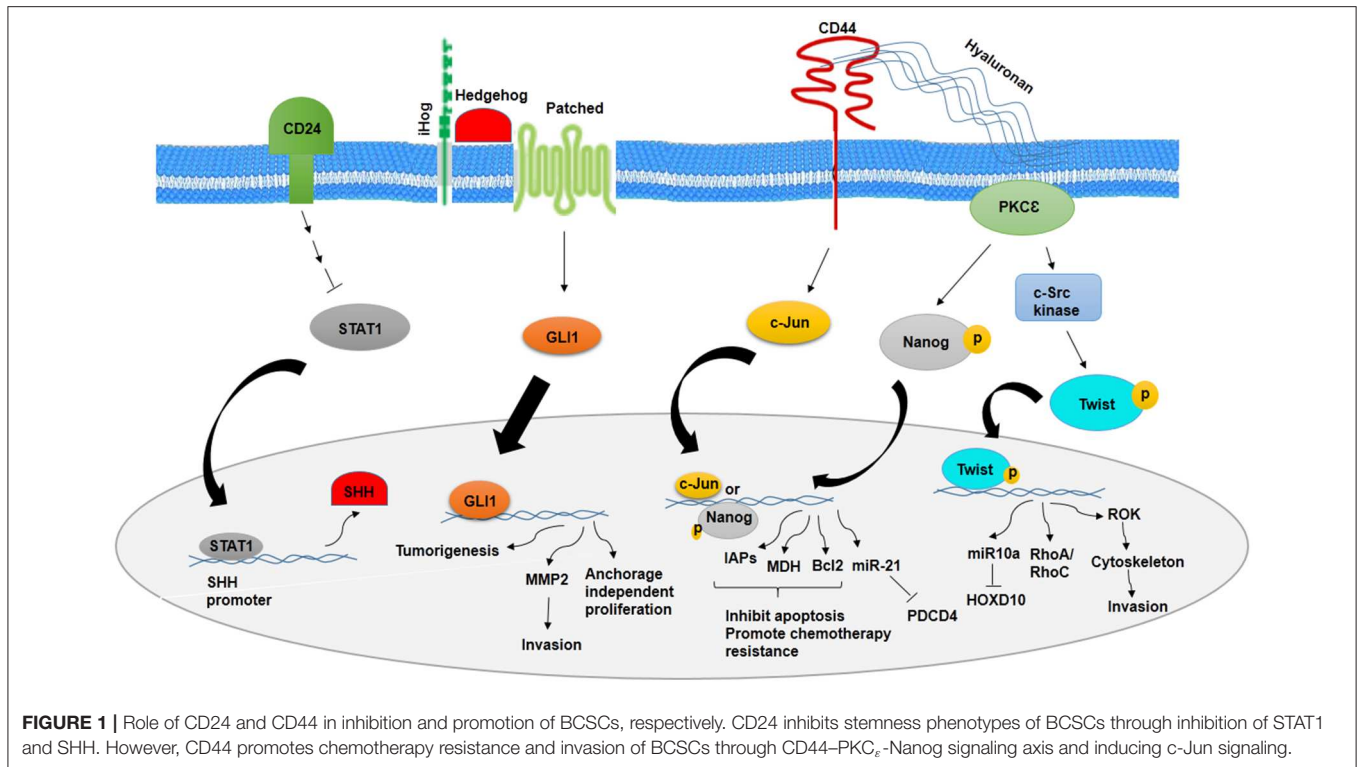 CD44
Hyaluronan
iHog
Hedgehog
Patched
CD24
PKCƐ
c-Src
kinase
STAT1
GLI1
c-Jun
Nanog
p
Twist
p
SHH
STAT1
SHH
promoter
GLI1
Tumorigenesis
MMP2
Invasion
Anchorage
independent
proliferation
c-Jun
or
Nanog
p
IAPs
MDH
Bcl2
miR-21
Inhibit apoptosis
Promote chemotherapy
resistance
PDCD4
Twist
p
miR10a
HOXD10
RhoA/
RhoC
ROK
Cytoskeleton
Invasion
FIGURE 1 | Role of CD24 and CD44 in inhibition and promotion of BCSCs, respectively. CD24 inhibits stemness phenotypes of BCSCs through inhibition of STAT1
and SHH. However, CD44 promotes chemotherapy resistance and invasion of BCSCs through CD44–PKCε-Nanog signaling axis and inducing c-Jun signaling.